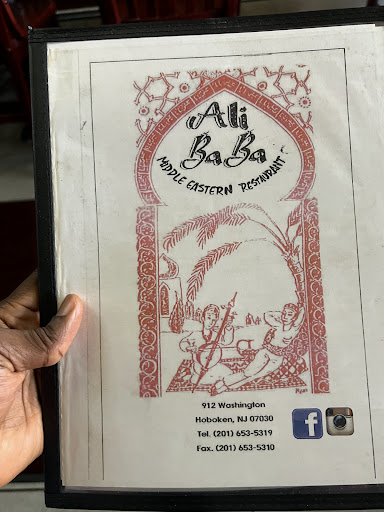 Ali
BaBa
MIDDLE EASTERN RESTAURANT
912 Washington
Hoboken, NJ 07030
Tel. (201) 653-5319
Fax. (201) 653-5310
f